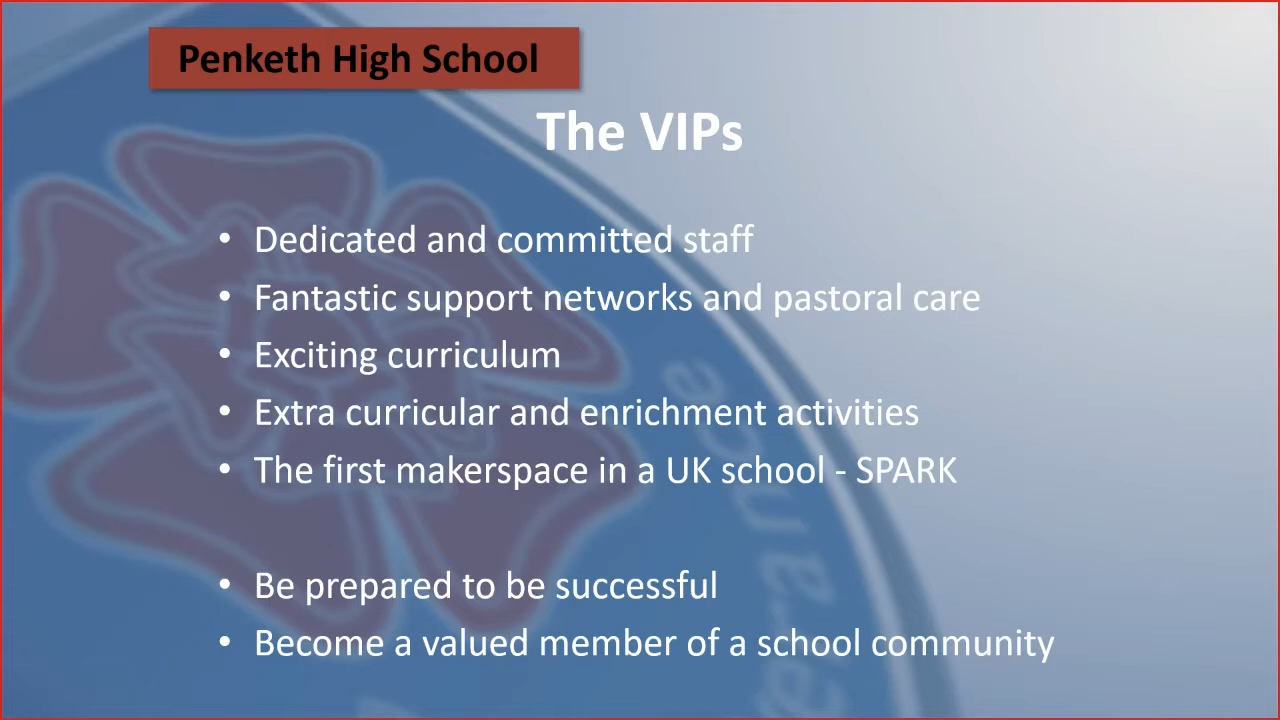 Penketh High School
The VIPs
• Dedicated and committed staff
• Fantastic support networks and pastoral care
• Exciting curriculum
• Extra curricular and enrichment activities
• The first makerspace in a UK school - SPARK
• Be prepared to be successful
• Become a valued member of a school community